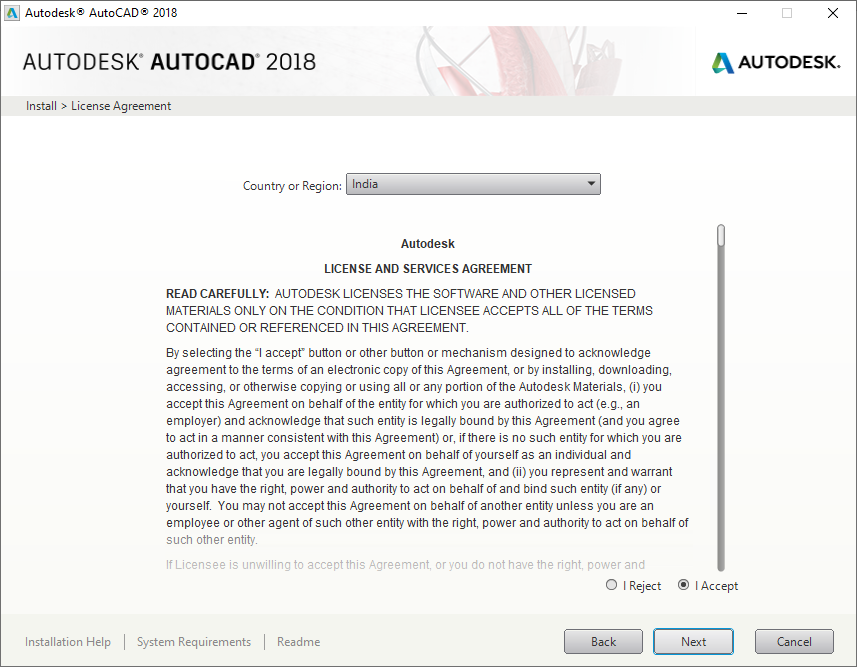 Autodesk® AutoCAD® 2018
AUTODESK® AUTOCAD® 2018
AUTODESK.
Install > License Agreement
Country or Region: India
Autodesk
LICENSE AND SERVICES AGREEMENT
READ CAREFULLY: AUTODESK LICENSES THE SOFTWARE AND OTHER LICENSED
MATERIALS ONLY ON THE CONDITION THAT LICENSEE ACCEPTS ALL OF THE TERMS
CONTAINED OR REFERENCED IN THIS AGREEMENT.
By selecting the “I accept” button or other button or mechanism designed to acknowledge
agreement to the terms of an electronic copy of this Agreement, or by installing, downloading,
accessing, or otherwise copying or using all or any portion of the Autodesk Materials, (i) you
accept this Agreement on behalf of the entity for which you are authorized to act (e.g., an
employer) and acknowledge that such entity is legally bound by this Agreement (and you agree
to act in a manner consistent with this Agreement) or, if there is no such entity for which you are
authorized to act, you accept this Agreement on behalf of yourself as an individual and
acknowledge that you are legally bound by this Agreement, and (ii) you represent and warrant
that you have the right, power and authority to act on behalf of and bind such entity (if any) or
yourself. You may not accept this Agreement on behalf of another entity unless you are an
employee or other agent of such other entity with the right, power and authority to act on behalf of
such other entity.
If Licensee is unwilling to accept this Agreement, or you do not have the right, power and
I Reject I Accept
Installation Help System Requirements Readme Back Next Cancel